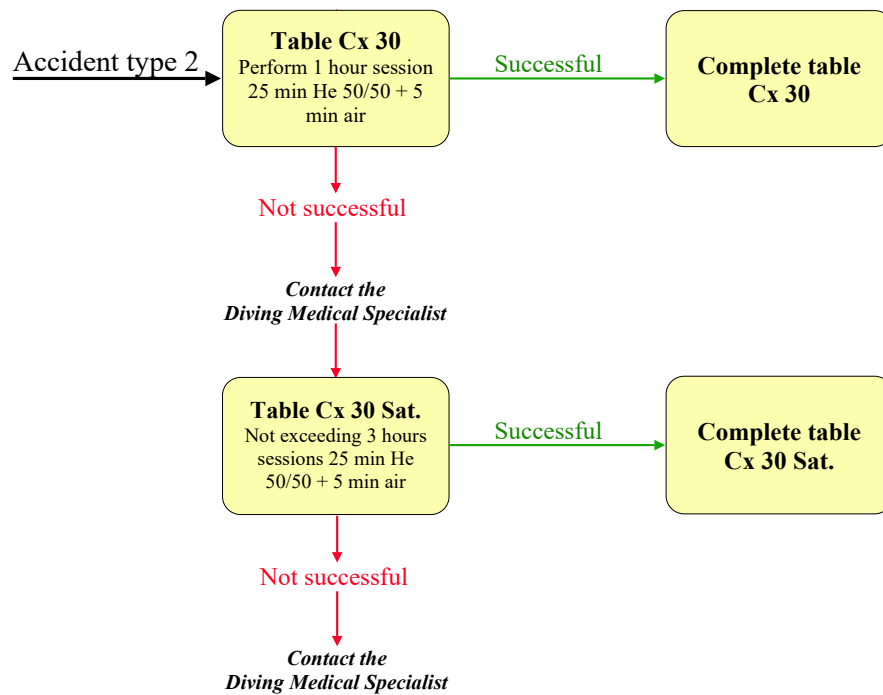 Accident type 2
Table Cx 30
Perform 1 hour session
25 min He 50/50 + 5
min air
Successful
Complete table
Cx 30
Not successful
Contact the
Diving Medical Specialist
Table Cx 30 Sat.
Not exceeding 3 hours
sessions 25 min He
50/50 + 5 min air
Successful
Complete table
Cx 30 Sat.
Not successful
Contact the
Diving Medical Specialist